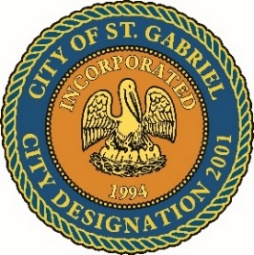 CITY OF ST. GABRIEL
INCORPORATED
1994
CITY DESIGNATION 2001